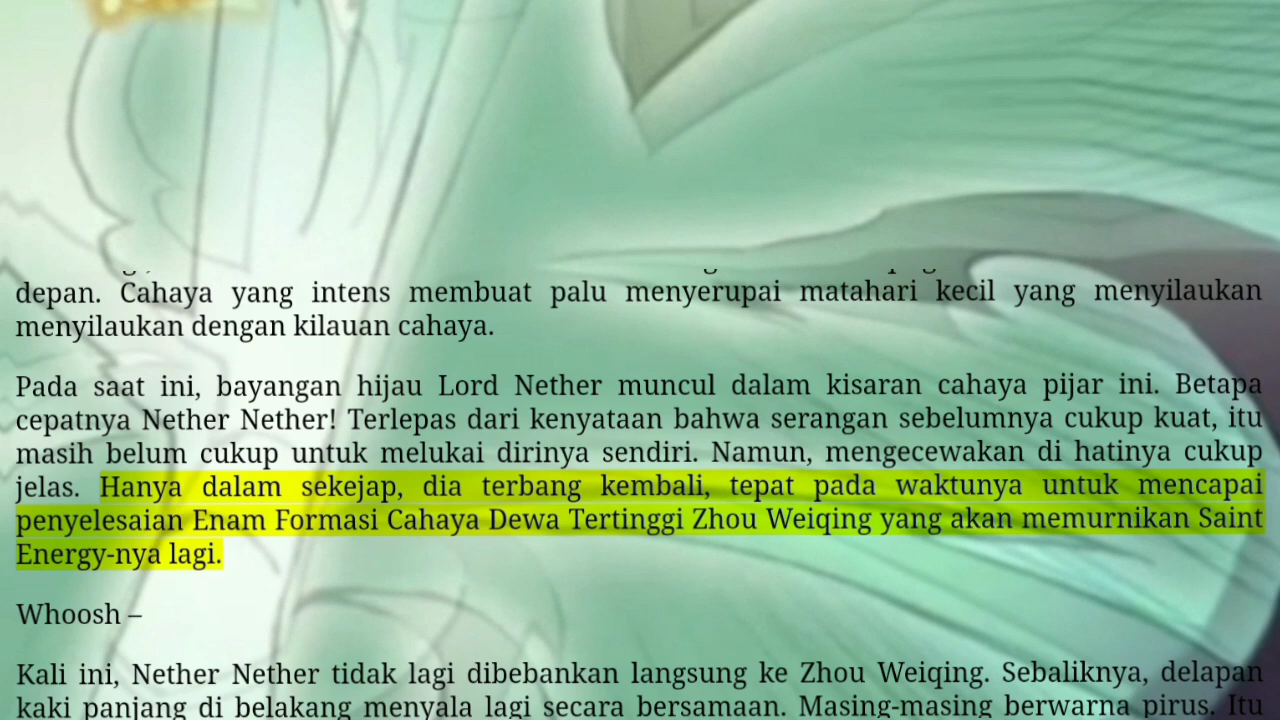 depan. Cahaya yang intens membuat palu menyerupai matahari kecil yang menyilaukan
menyilaukan dengan kilauan cahaya.
Pada saat ini, bayangan hijau Lord Nether muncul dalam kisaran cahaya pijar ini. Betapa
cepatnya Nether Nether! Terlepas dari kenyataan bahwa serangan sebelumnya cukup kuat, itu
masih belum cukup untuk melukai dirinya sendiri. Namun, mengecewakan di hatinya cukup
jelas. Hanya dalam sekejap, dia terbang kembali, tepat pada waktunya untuk mencapai
penyelesaian Enam Formasi Cahaya Dewa Tertinggi Zhou Weiqing yang akan memurnikan Saint
Energy-nya lagi.
Whoosh –
Kali ini, Nether Nether tidak lagi dibebankan langsung ke Zhou Weiqing. Sebaliknya, delapan
kaki panjang di belakang menyala lagi secara bersamaan. Masing-masing berwarna pirus. Itu